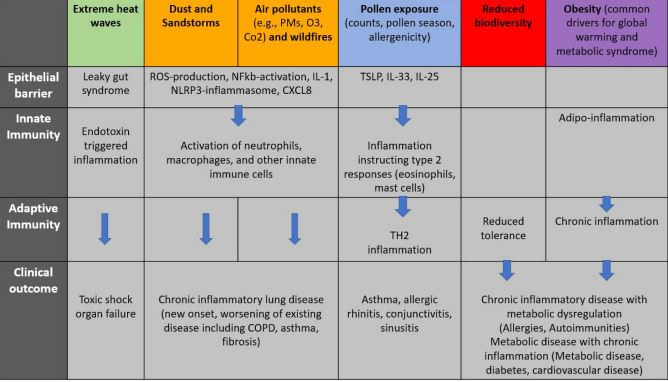 Extreme heat
waves
Dust and
Sandstorms
Air pollutants
(e.g., PMs, O3,
Co2) and wildfires
Pollen exposure
(counts, pollen season,
allergenicity)
Reduced
biodiversity
Obesity (common
drivers for global
warming and
metabolic syndrome)
Epithelial
barrier
Leaky gut
syndrome
ROS-production, NFkb-activation, IL-1,
NLRP3-inflammasome, CXCL8
TSLP, IL-33, IL-25
Innate
Immunity
Endotoxin
triggered
inflammation
Activation of neutrophils,
macrophages, and other innate
immune cells
Inflammation
instructing type 2
responses (eosinophils,
mast cells)
Adipo-inflammation
Adaptive
Immunity
TH2
inflammation
Reduced
tolerance
Chronic inflammation
Clinical
outcome
Toxic shock
organ failure
Chronic inflammatory lung disease
(new onset, worsening of existing
disease including COPD, asthma,
fibrosis)
Asthma, allergic
rhinitis, conjunctivitis,
sinusitis
Chronic inflammatory disease with
metabolic dysregulation
(Allergies, Autoimmunities)
Metabolic disease with chronic
inflammation (Metabolic disease,
diabetes, cardiovascular disease)